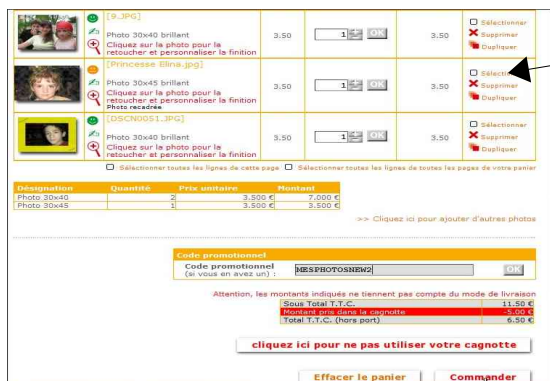 [9.JPG]
Photo 30x40 brillant
Cliquez sur la photo pour la
retoucher et personnaliser la finition
3.50
1 OK
3.50
Sélectionner
Supprimer
Dupliquer
[Princesse Elina.jpg]
Photo 30x45 brillant
Cliquez sur la photo pour la
retoucher et personnaliser la finition
Photo recadrée
3.50
1 OK
3.50
Supprimer
Dupliquer
[DSCN0051.JPG]
Photo 30x40 brillant
Cliquez sur la photo pour la
retoucher et personnaliser la finition
3.50
1 OK
3.50
Sélectionner
Supprimer
Dupliquer
Sélectionner toutes les lignes de cette page Sélectionner toutes les lignes de toutes les pages de votre panier
Désignation Quantité Prix unitaire Montant
Photo 30x40 2 3.500 € 7.000 €
Photo 30x45 1 3.500 € 3.500 €
>> Cliquez ici pour ajouter d'autres photos
Code promotionnel
Code promotionnel
(si vous en avez un) : MESPHOTOSNEW2 OK
Attention, les montants indiqués ne tiennent pas compte du mode de livraison
Sous Total T.T.C. 11.50 €
Montant pris dans la cagnotte -5.00 €
Total T.T.C. (hors port) 6.50 €
cliquez ici pour ne pas utiliser votre cagnotte
Effacer le panier Commander